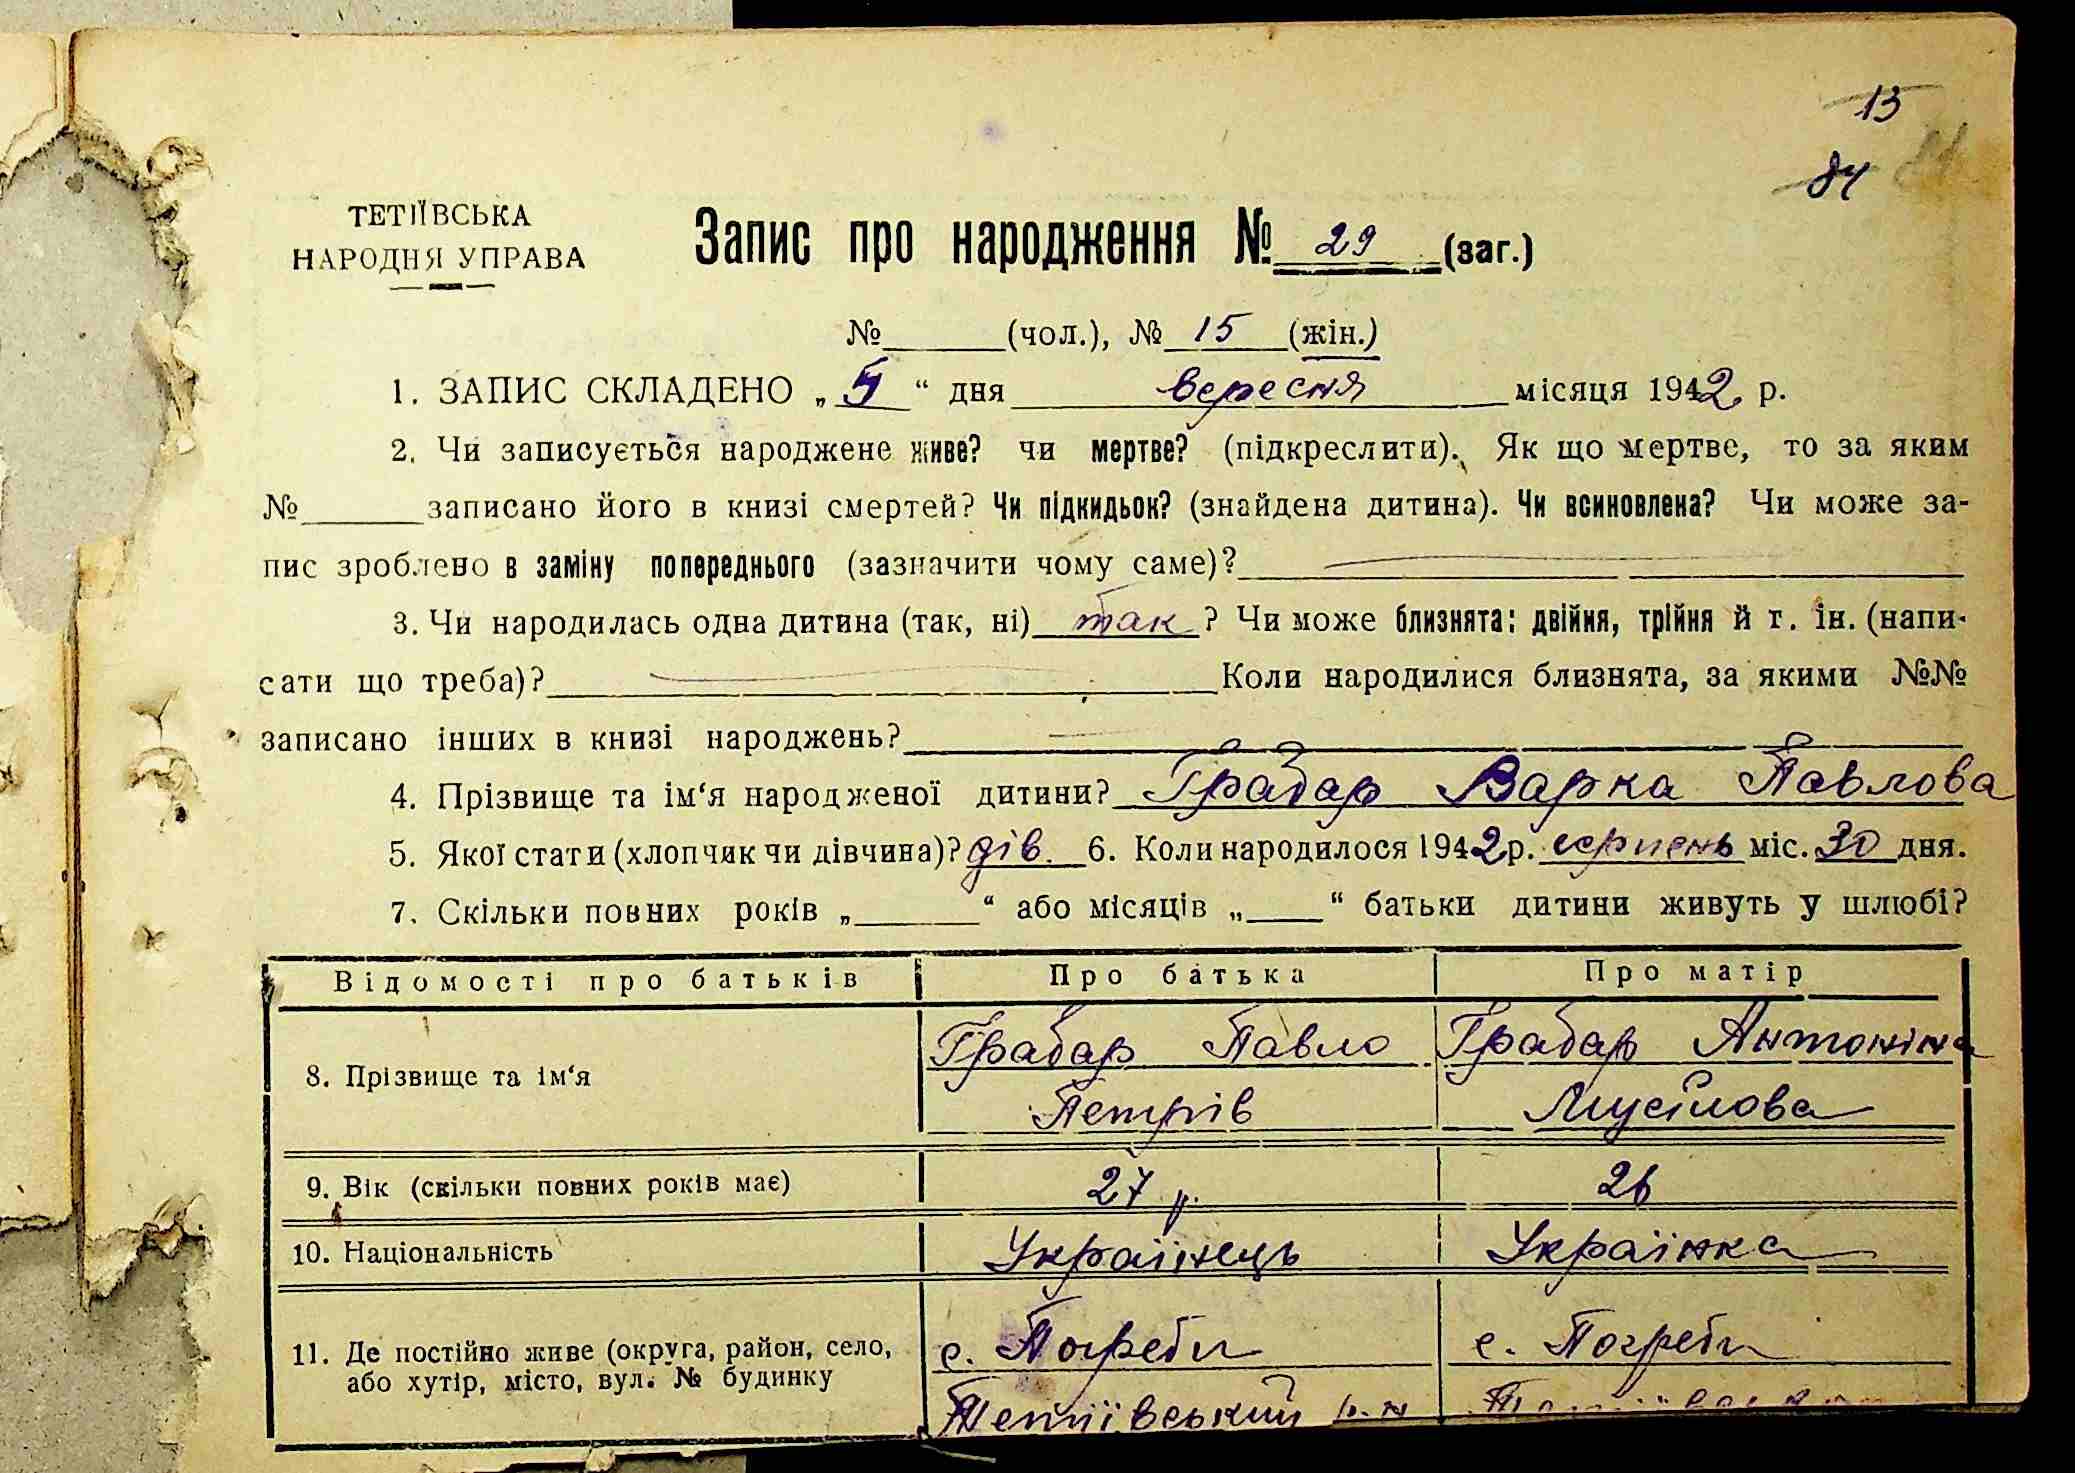 13
84
ТЕТІЇВСЬКА
НАРОДНЯ УПРАВА
Запис про народження № 29 (заг.)
№ (чол.), № 15 (жін.)
1. ЗАПИС СКЛАДЕНО „ 5 “ дня вересня місяця 1942 р.
2. Чи записується народжене живе? чи мертве? (підкреслити). Як що мертве, то за яким
№ записано його в книзі смертей? Чи підкидьок? (знайдена дитина). Чи всиновлена? Чи може за-
пис зроблено в заміну попереднього (зазначити чому саме)?
3. Чи народилась одна дитина (так, ні) так ? Чи може близнята: двійня, трійня й т. ін. (напи-
сати що треба)? Коли народилися близнята, за якими №№
записано інших в книзі народжень?
4. Прізвище та ім‘я народженої дитини? Грабар Варка Павлова
5. Якої стати (хлопчик чи дівчина)? дів. 6. Коли народилося 1942 р. серпень міс. 30 дня.
7. Скільки повних років „ “ або місяців „ “ батьки дитини живуть у шлюбі?
Відомості про батьків Про батька Про матір
8. Прізвище та ім‘я Грабар Павло Грабар Антоніна
Петрів Мусіїова
9. Вік (скільки повних років має) 27 р. 26
10. Національність Українець Українка
11. Де постійно живе (округа, район, село, с. Погреби с. Погреби
або хутір, місто, вул. № будинку Тетіївський р-н